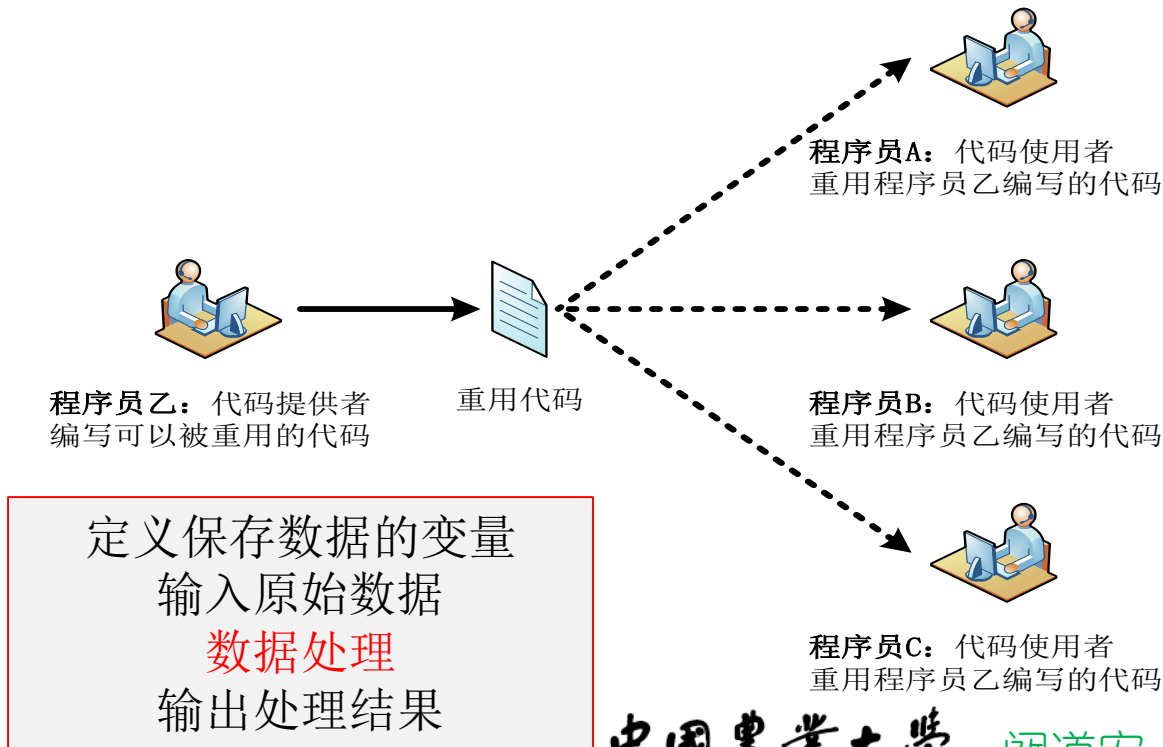 程序员A：代码使用者
重用程序员乙编写的代码
程序员乙：代码提供者
编写可以被重用的代码
重用代码
程序员B：代码使用者
重用程序员乙编写的代码
定义保存数据的变量
输入原始数据
数据处理
输出处理结果
程序员C：代码使用者
重用程序员乙编写的代码
中国農业大学
阚道宏